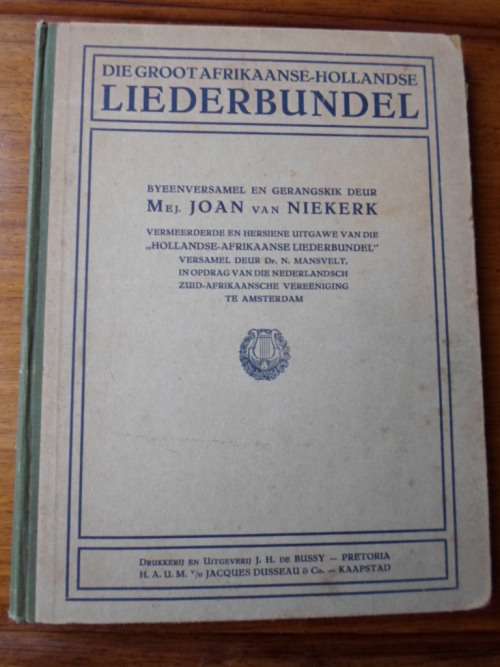 DIE GROOT AFRIKAANSE-HOLLANDSE
LIEDERBUNDEL
BYEENVERSAMEL EN GERANGSKIK DEUR
MEJ. JOAN VAN NIEKERK
VERMEERDERDE EN HERSIENE UITGAWE VAN DIE
„HOLLANDSE-AFRIKAANSE LIEDERBUNDEL"
VERSAMEL DEUR Dr. N. MANSVELT,
IN OPDRAG VAN DIE NEDERLANDSCH
ZUID-AFRIKAANSCHE VEREENIGING
TE AMSTERDAM
DRUKKERIJ EN UITGEVERIJ J. H. DE BUSSY — PRETORIA
H. A. U. M. v/h JACQUES DUSSEAU & Co. — KAAPSTAD